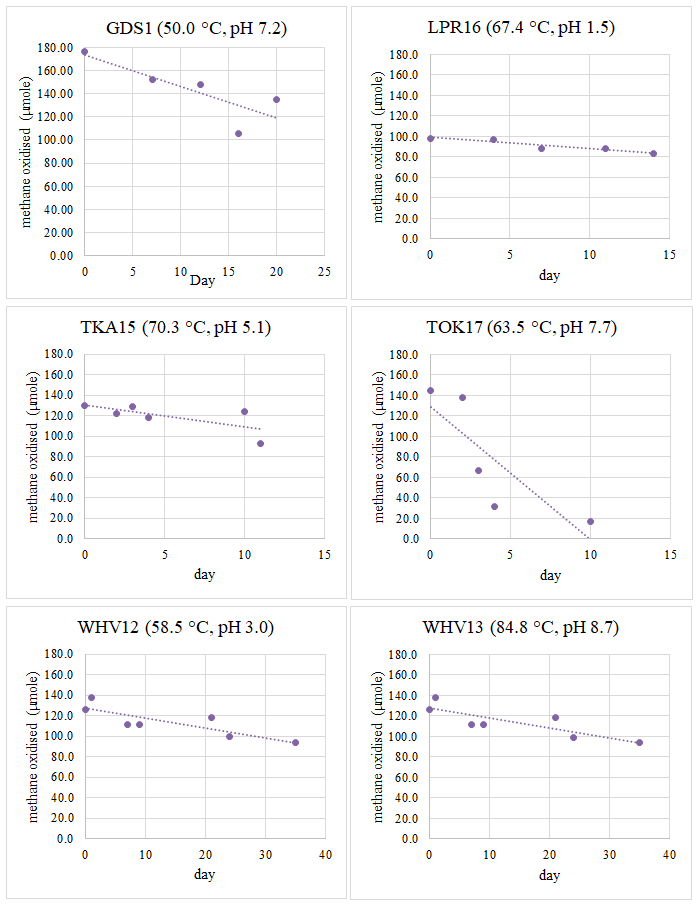 GDS1 (50.0 °C, pH 7.2)
methane oxidised (µmole)
180.00
160.00
140.00
120.00
100.00
80.00
60.00
40.00
20.00
0.00
0 5 10 15 20 25
Day
LPR16 (67.4 °C, pH 1.5)
methane oxidised (µmole)
180.0
160.0
140.0
120.0
100.0
80.0
60.0
40.0
20.0
0.0
0 5 10 15
day
TKA15 (70.3 °C, pH 5.1)
methane oxidised (µmole)
180.0
160.0
140.0
120.0
100.0
80.0
60.0
40.0
20.0
0.0
0 5 10 15
day
TOK17 (63.5 °C, pH 7.7)
methane oxidised (µmole)
180.0
160.0
140.0
120.0
100.0
80.0
60.0
40.0
20.0
0.0
0 5 10 15
day
WHV12 (58.5 °C, pH 3.0)
methane oxidised (µmole)
180.0
160.0
140.0
120.0
100.0
80.0
60.0
40.0
20.0
0.0
0 10 20 30 40
day
WHV13 (84.8 °C, pH 8.7)
methane oxidised (µmole)
180.0
160.0
140.0
120.0
100.0
80.0
60.0
40.0
20.0
0.0
0 10 20 30 40
day